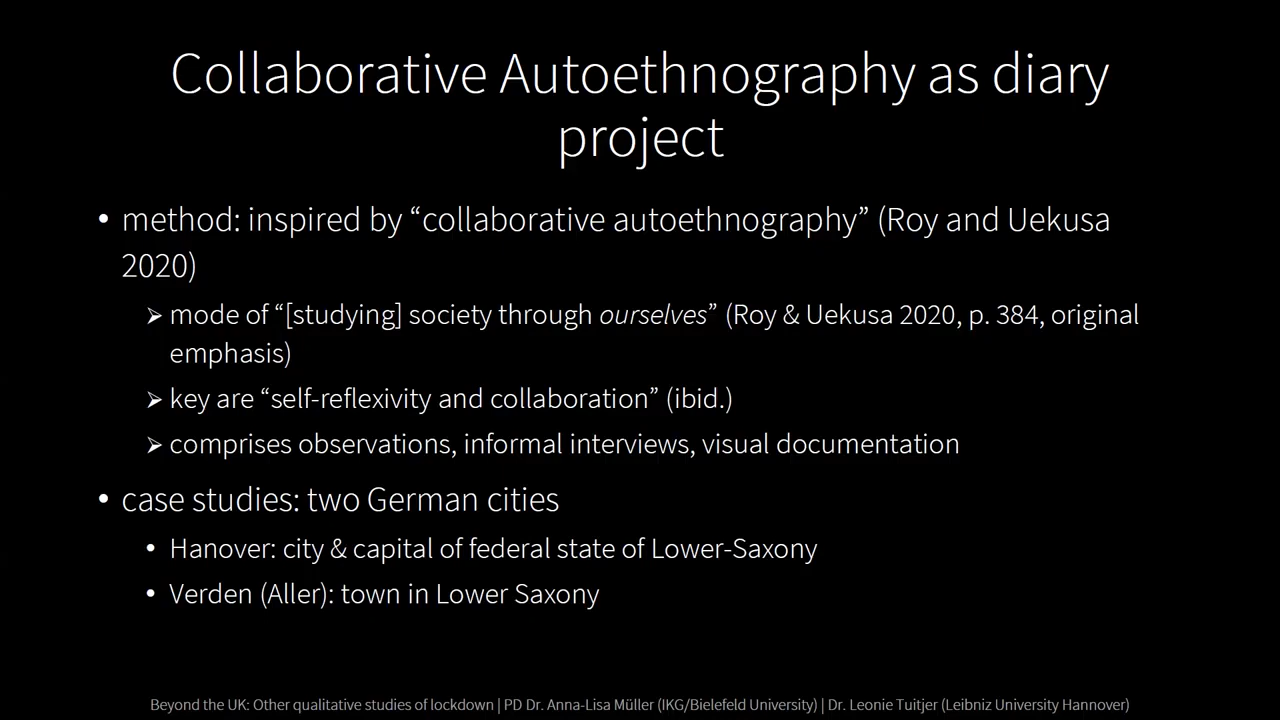 Collaborative Autoethnography as diary
project
• method: inspired by “collaborative autoethnography” (Roy and Uekusa
2020)
➢ mode of “[studying] society through ourselves” (Roy & Uekusa 2020, p. 384, original
emphasis)
➢ key are “self-reflexivity and collaboration” (ibid.)
➢ comprises observations, informal interviews, visual documentation
• case studies: two German cities
• Hanover: city & capital of federal state of Lower-Saxony
• Verden (Aller): town in Lower Saxony
Beyond the UK: Other qualitative studies of lockdown | PD Dr. Anna-Lisa Müller (IKG/Bielefeld University) | Dr. Leonie Tuitjer (Leibniz University Hannover)